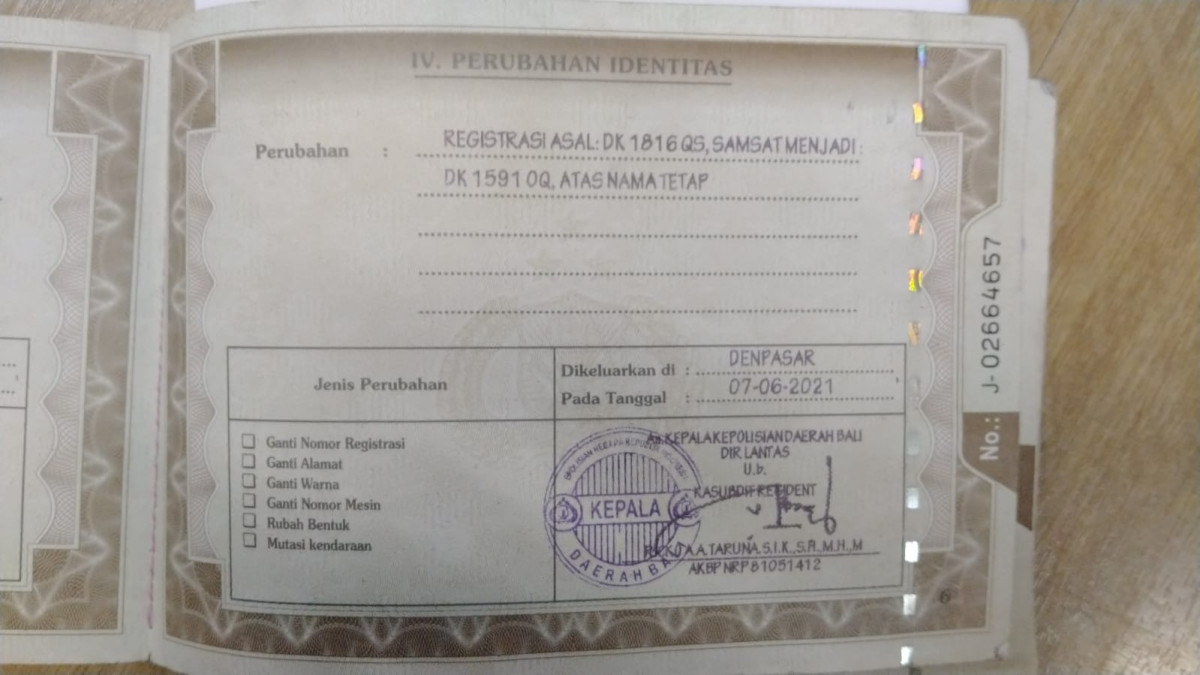 IV. PERUBAHAN IDENTITAS
Perubahan :
REGISTRASI ASAL: DK 1816 QS, SAMSAT MENJADI :
DK 1591 OQ, ATAS NAMA TETAP
Jenis Perubahan
Dikeluarkan di : DENPASAR
Pada Tanggal : 07-06-2021
Ganti Nomor Registrasi
Ganti Alamat
Ganti Warna
Ganti Nomor Mesin
Rubah Bentuk
Mutasi kendaraan
KEPALA KEPOLISIAN DAERAH BALI
DIR LANTAS
U.b.
KASUBDIT REGIDENT
KEPALA
DAERAH BALI
A.A. TARUNA, S.I.K., S.H., M.H., M
AKBP NRP 81051412
6
No.: J-02664657